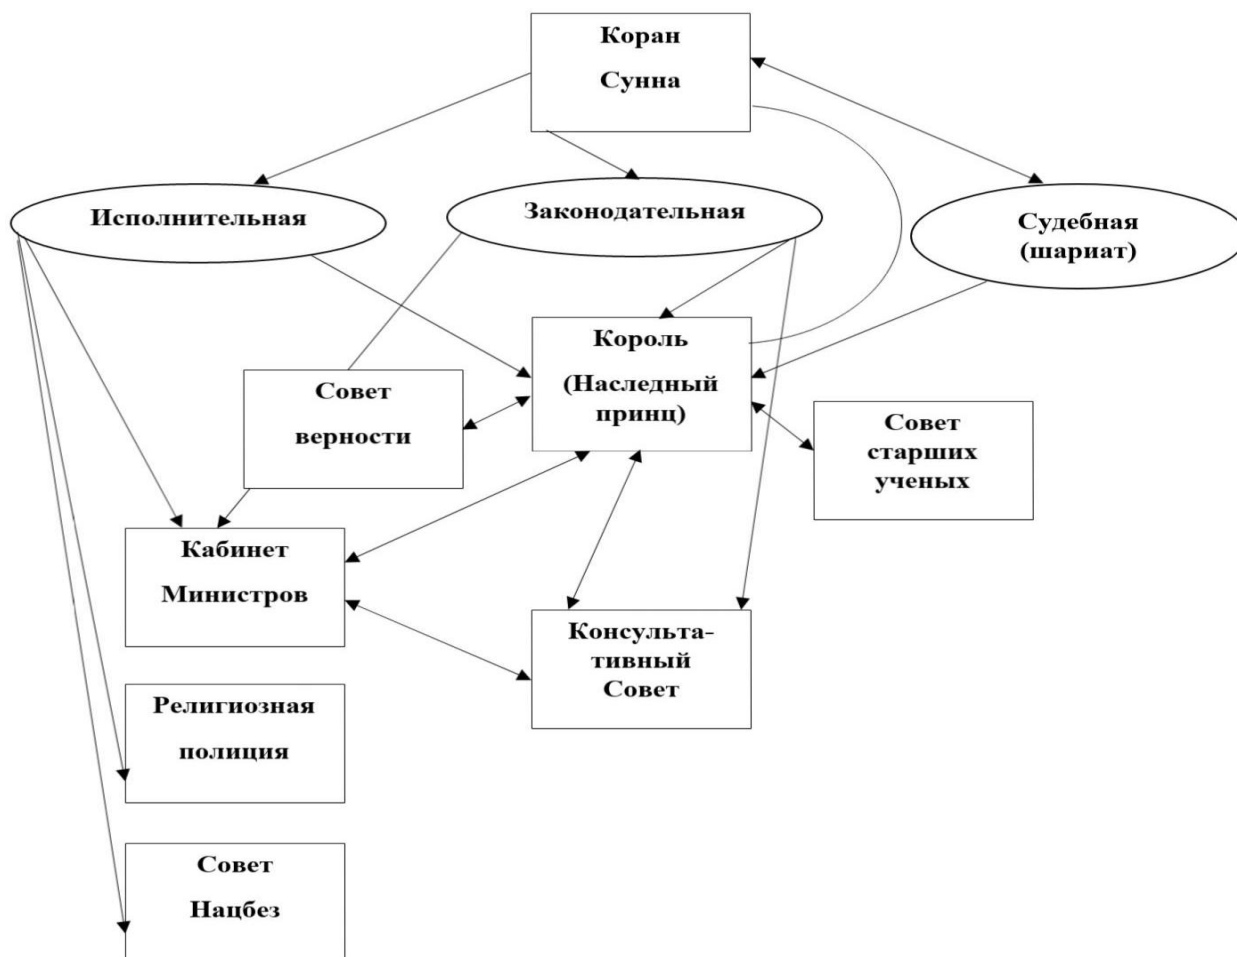 Коран
Сунна
Исполнительная
Законодательная
Судебная
(шариат)
Король
(Наследный
принц)
Совет
верности
Совет
старших
ученых
Кабинет
Министров
Консульта-
тивный
Совет
Религиозная
полиция
Совет
Нацбез